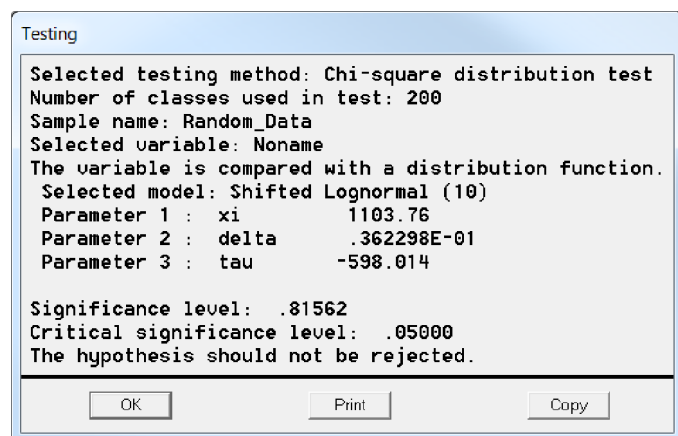 Testing
Selected testing method: Chi-square distribution test
Number of classes used in test: 200
Sample name: Random_Data
Selected variable: Noname
The variable is compared with a distribution function.
Selected model: Shifted Lognormal (10)
Parameter 1 : xi 1103.76
Parameter 2 : delta .362298E-01
Parameter 3 : tau -598.014
Significance level: .81562
Critical significance level: .05000
The hypothesis should not be rejected.
OK Print Copy